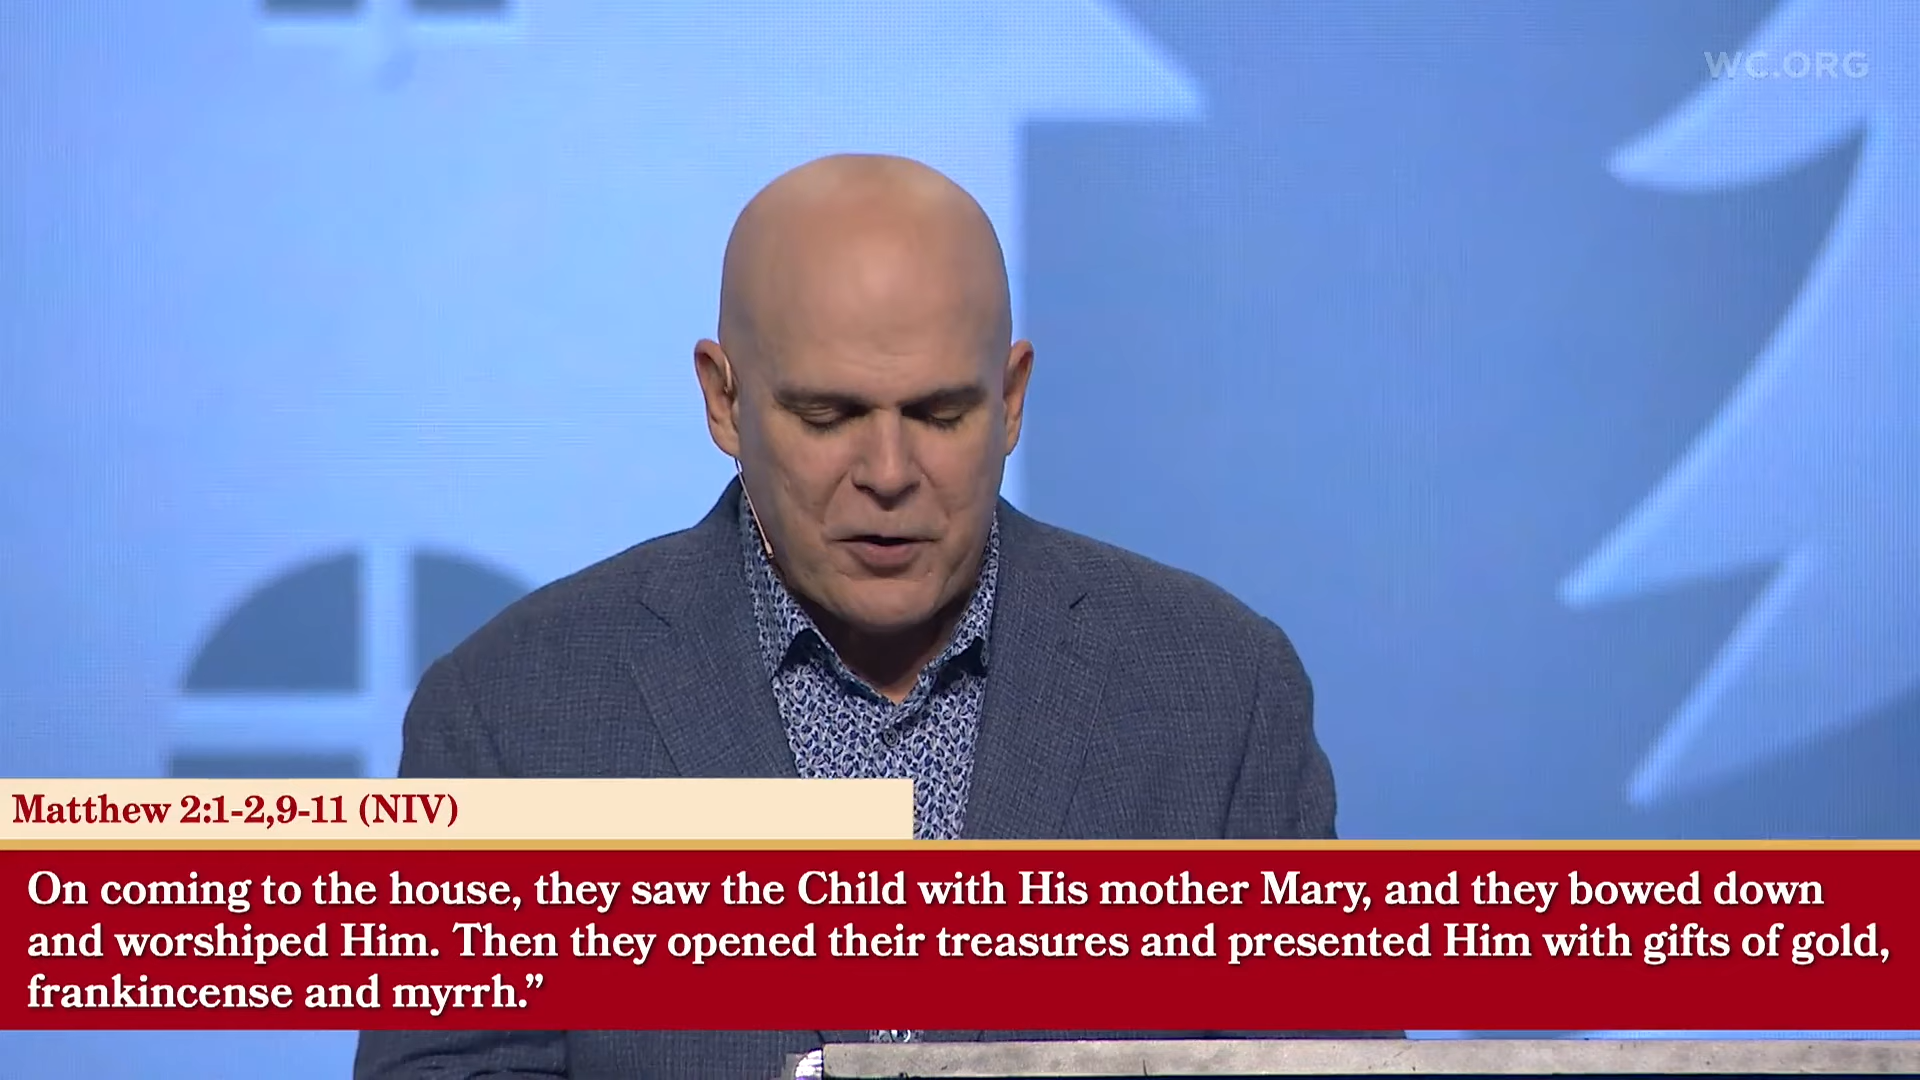 WC.ORG
Matthew 2:1-2,9-11 (NIV)
On coming to the house, they saw the Child with His mother Mary, and they bowed down
and worshiped Him. Then they opened their treasures and presented Him with gifts of gold,
frankincense and myrrh.”